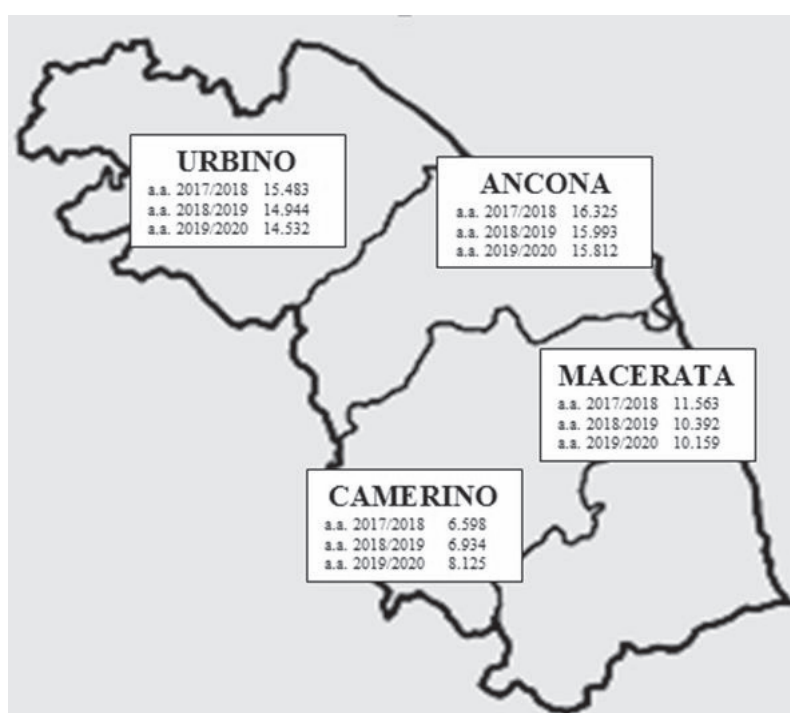 URBINO
a.a. 2017/2018 15.483
a.a. 2018/2019 14.944
a.a. 2019/2020 14.532
ANCONA
a.a. 2017/2018 16.325
a.a. 2018/2019 15.993
a.a. 2019/2020 15.812
MACERATA
a.a. 2017/2018 11.563
a.a. 2018/2019 10.392
a.a. 2019/2020 10.159
CAMERINO
a.a. 2017/2018 6.598
a.a. 2018/2019 6.934
a.a. 2019/2020 8.125